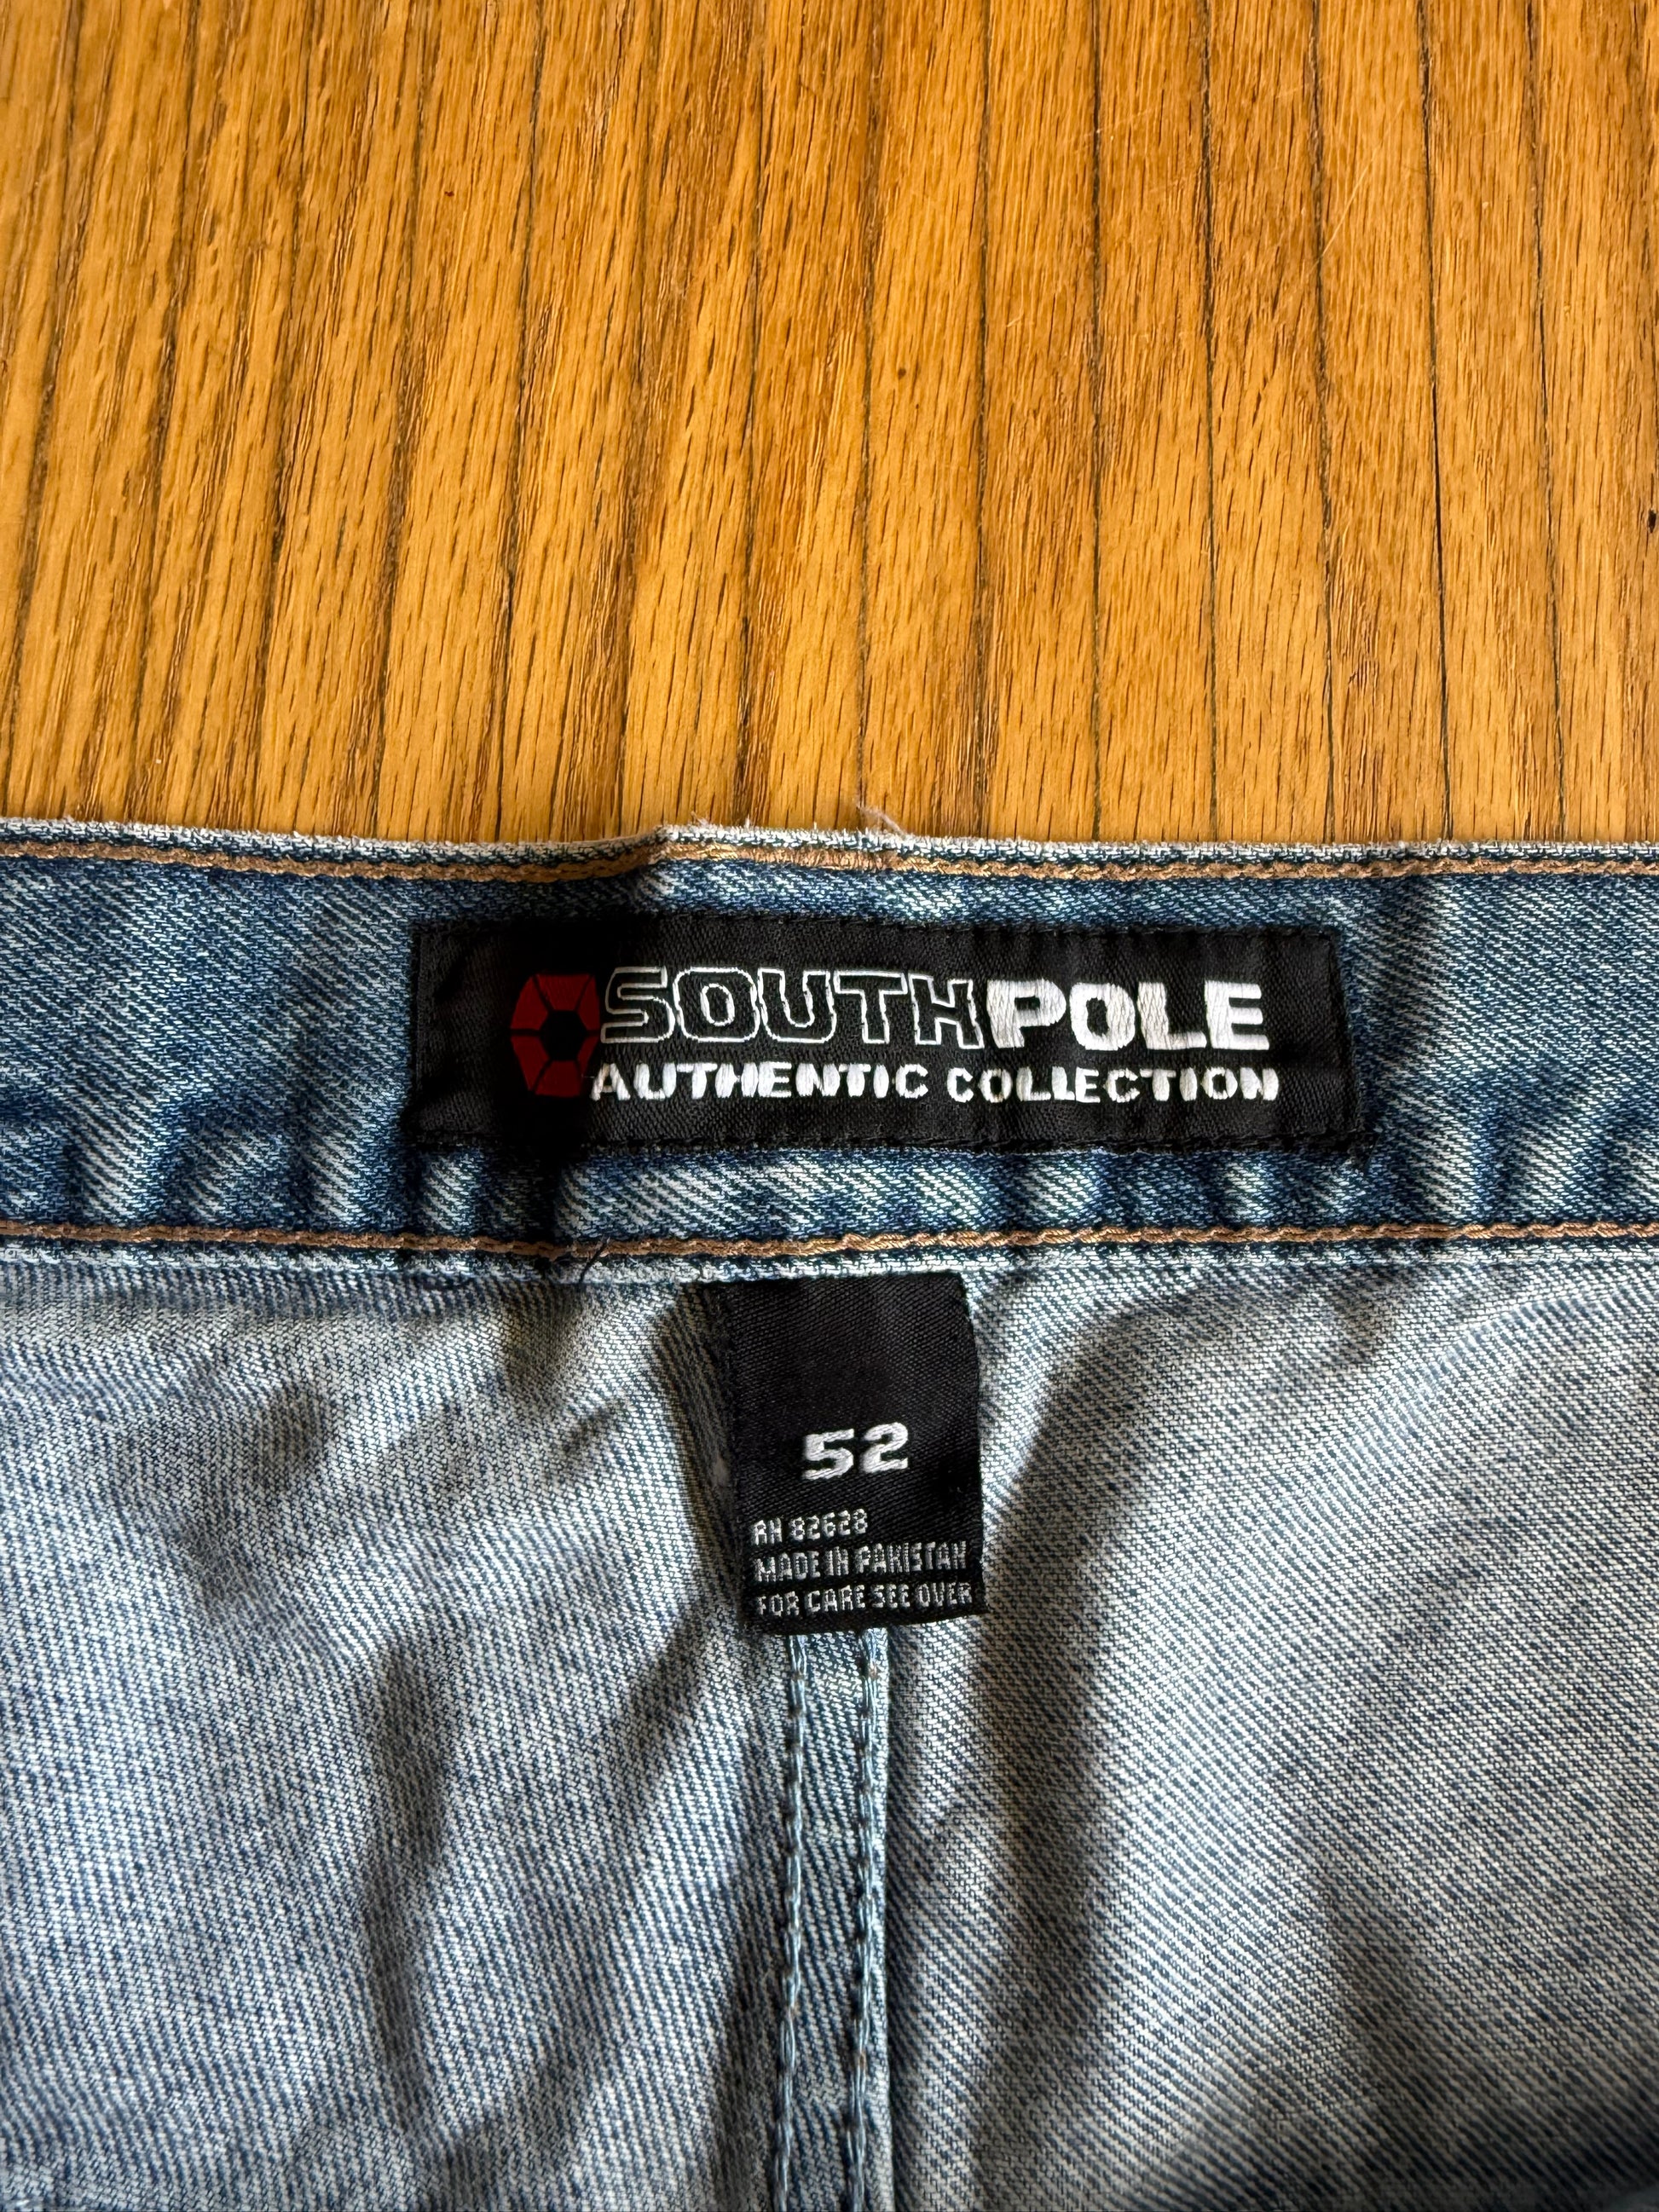 SOUTHPOLE
AUTHENTIC COLLECTION
52
RN 82628
MADE IN PAKISTAN
FOR CARE SEE OVER